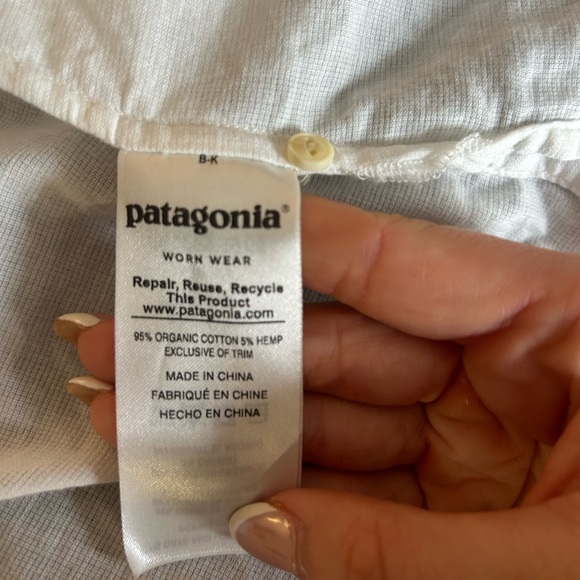 B-K
patagonia®
WORN WEAR
Repair, Reuse, Recycle
This Product
www.patagonia.com
95% ORGANIC COTTON 5% HEMP
EXCLUSIVE OF TRIM
MADE IN CHINA
FABRIQUÉ EN CHINE
HECHO EN CHINA